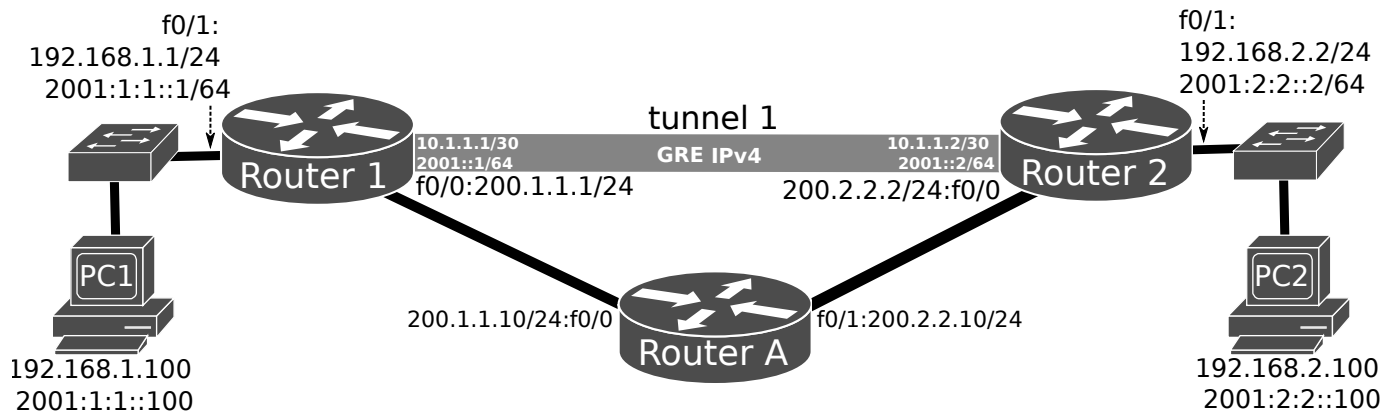 f0/1:
192.168.1.1/24
2001:1:1::1/64
f0/1:
192.168.2.2/24
2001:2:2::2/64
tunnel 1
10.1.1.1/30
2001::1/64
GRE IPv4
10.1.1.2/30
2001::2/64
Router 1
Router 2
f0/0:200.1.1.1/24
200.2.2.2/24:f0/0
PC1
PC2
200.1.1.10/24:f0/0
f0/1:200.2.2.10/24
Router A
192.168.1.100
2001:1:1::100
192.168.2.100
2001:2:2::100